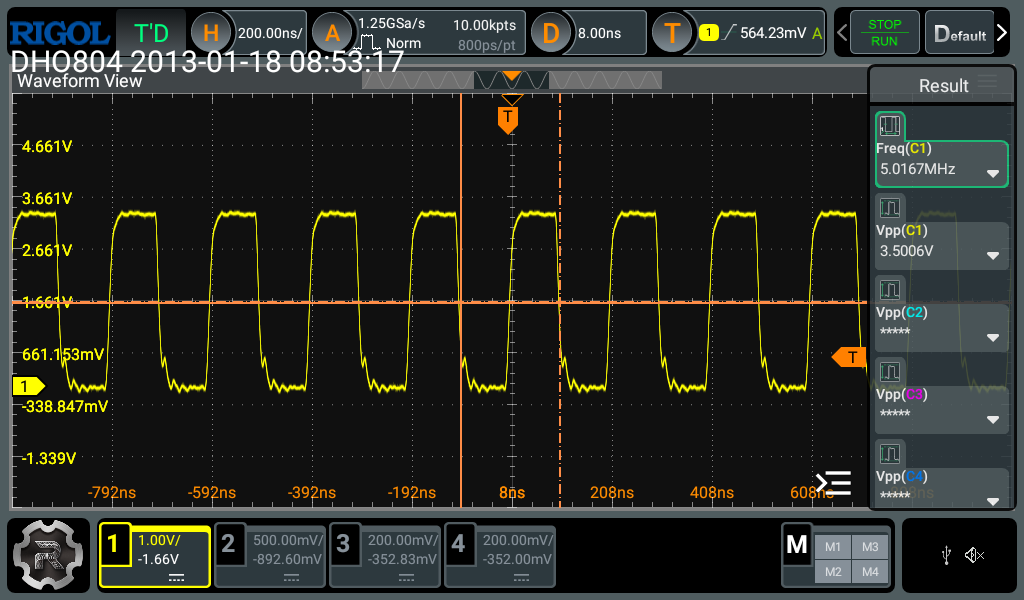 RIGOL T'D H 200.00ns/ A 1.25GSa/s 10.00kpts D 8.00ns T 1 564.23mV A STOP Default
Norm 800pts/pt RUN
DHO804 2013-01-18 08:53:17
Waveform View
Result
T
4.661V
Freq(C1)
5.0167MHz
3.661V
Vpp(C1)
2.661V
3.5006V
1.661V
Vpp(C2)
*****
661.153mV
T
1
Vpp(C3)
-338.847mV
*****
-1.339V
Vpp(C4)
-792ns -592ns -392ns -192ns 8ns 208ns 408ns 608ns
*****
1 1.00V/ 2 500.00mV/ 3 200.00mV/ 4 200.00mV/ M M1 M3
-1.66V -892.60mV -352.83mV -352.00mV M2 M4
R